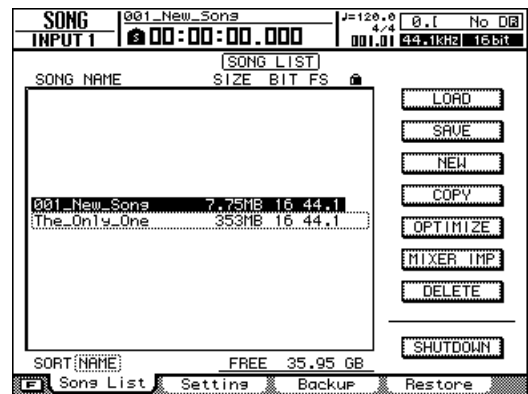 SONG 001_New_Song J=120.0 0.[ No DB
4/4
INPUT 1 S 00:00:00.000 001.01 44.1kHz 16bit
SONG LIST
SONG NAME SIZE BIT FS
LOAD
SAVE
NEW
001_New_Song 7.75MB 16 44.1
COPY
The_Only_One 353MB 16 44.1
OPTIMIZE
MIXER IMP
DELETE
SHUTDOWN
SORT NAME FREE 35.95 GB
F Song List Setting Backup Restore